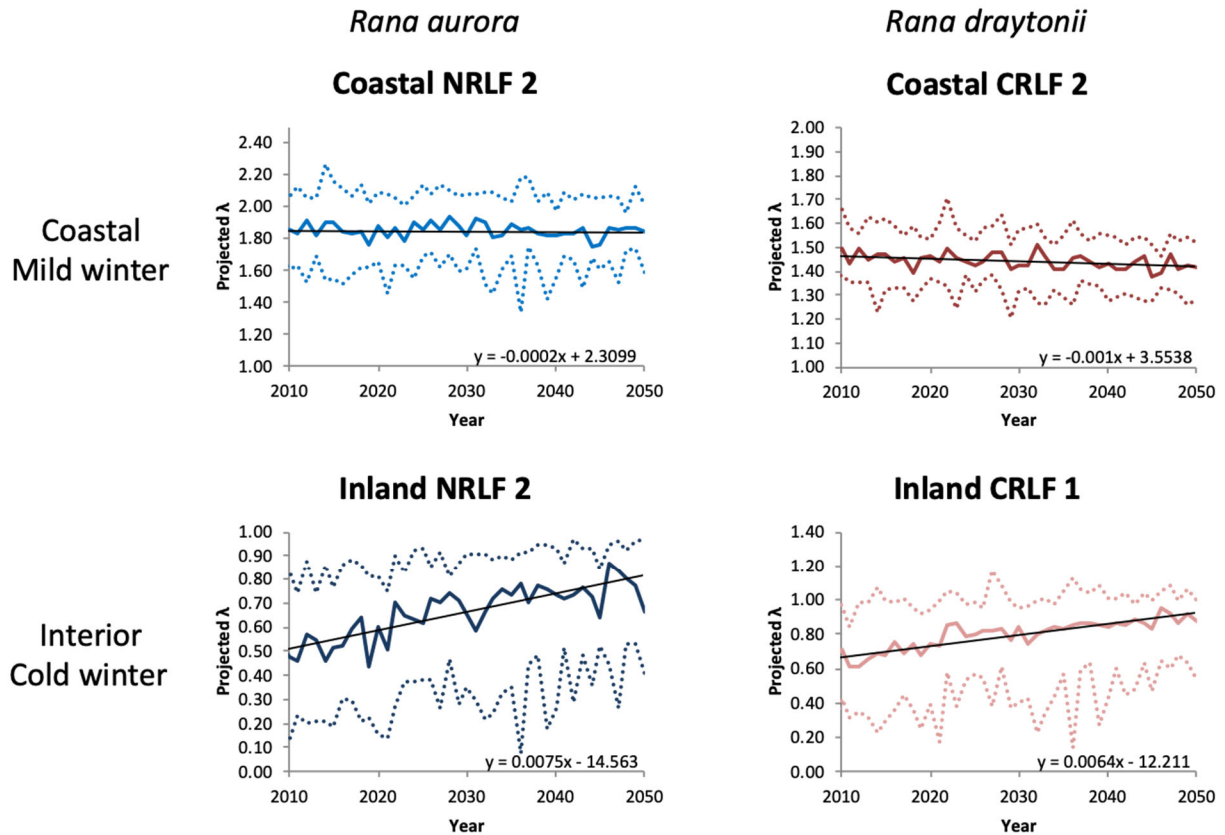 Rana aurora
Rana draytonii
Coastal NRLF 2
Coastal CRLF 2
Coastal
Mild winter
Projected λ
2.40
2.20
2.00
1.80
1.60
1.40
1.20
1.00
y = -0.0002x + 2.3099
2010
2020
2030
2040
2050
Year
Projected λ
2.00
1.90
1.80
1.70
1.60
1.50
1.40
1.30
1.20
1.10
1.00
y = -0.001x + 3.5538
2010
2020
2030
2040
2050
Year
Inland NRLF 2
Inland CRLF 1
Interior
Cold winter
Projected λ
1.00
0.90
0.80
0.70
0.60
0.50
0.40
0.30
0.20
0.10
0.00
y = 0.0075x - 14.563
2010
2020
2030
2040
2050
Year
Projected λ
1.40
1.20
1.00
0.80
0.60
0.40
0.20
0.00
y = 0.0064x - 12.211
2010
2020
2030
2040
2050
Year